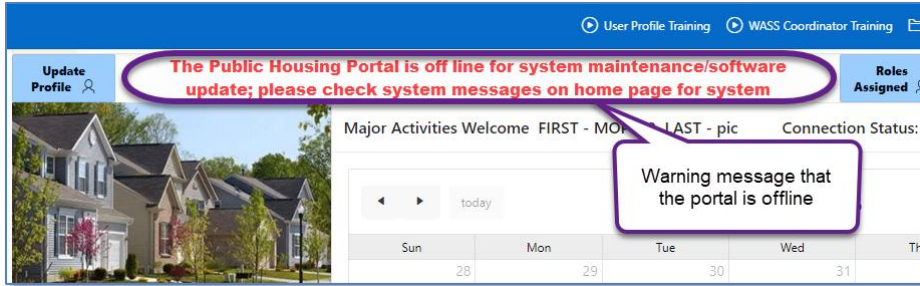 User Profile Training WASS Coordinator Training
Update
Profile
The Public Housing Portal is off line for system maintenance/software
update; please check system messages on home page for system
Roles
Assigned
Major Activities Welcome FIRST - LAST - pic Connection Status:
Warning message that
the portal is offline
today
Sun Mon Tue Wed Th
28 29 30 31